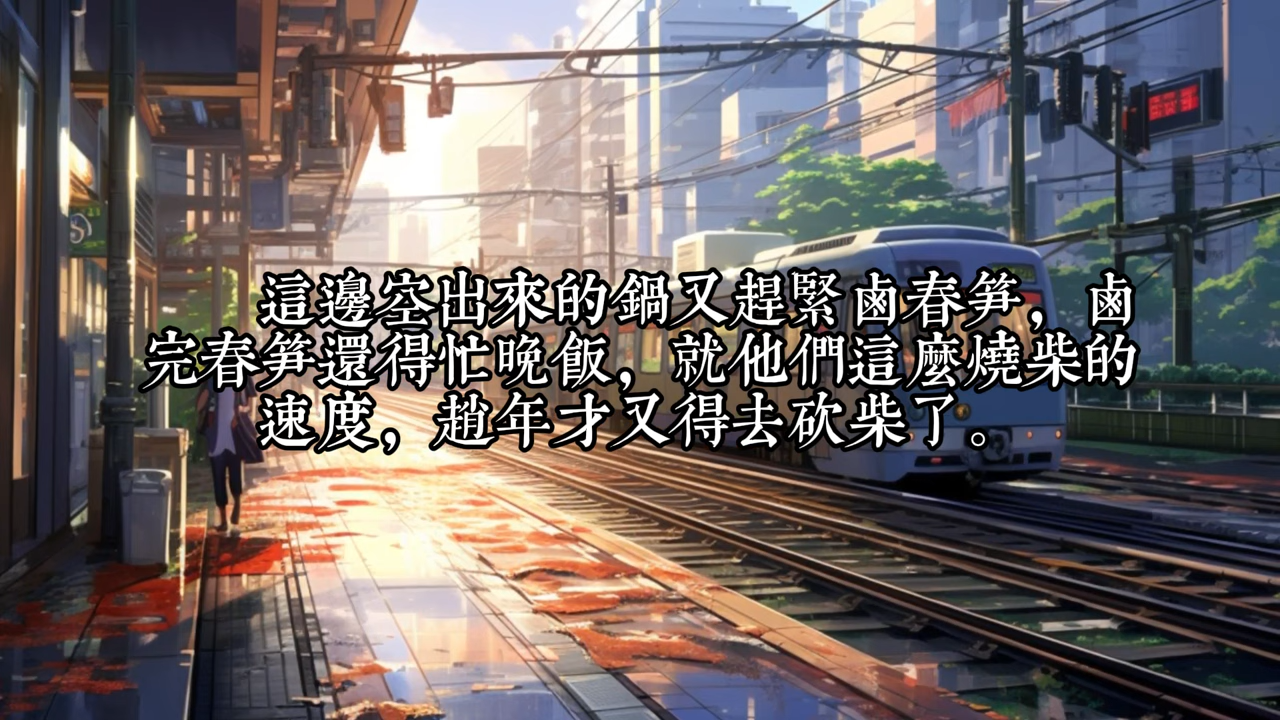 這邊空出來的鍋又趕緊鹵春筍，鹵
完春筍還得忙晚飯，就他們這麼燒柴的
速度，趙年才又得去砍柴了。